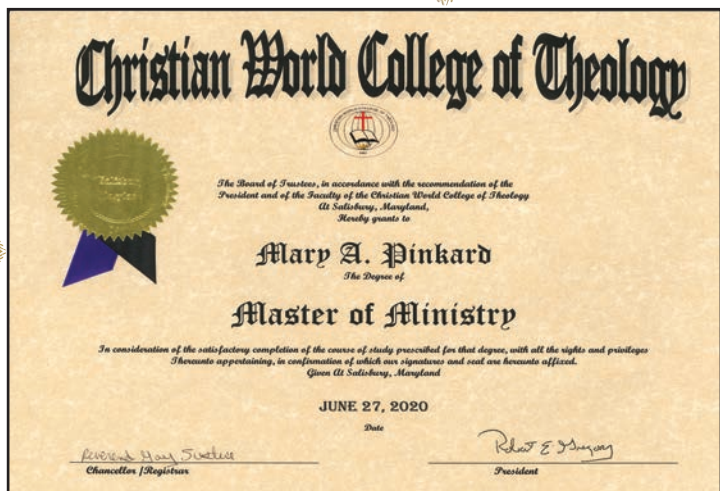 Christian World College of Theology
The Board of Trustees, in accordance with the recommendation of the
President and of the Faculty of the Christian World College of Theology
At Salisbury, Maryland,
Hereby grants to
Mary A. Pinkard
The Degree of
Master of Ministry
In consideration of the satisfactory completion of the course of study prescribed for that degree, with all the rights and privileges
Thereunto appertaining, in confirmation of which our signatures and seal are hereunto affixed.
Given At Salisbury, Maryland
JUNE 27, 2020
Date
Reverend
Chancellor /Registrar
Robert E Gregory
President